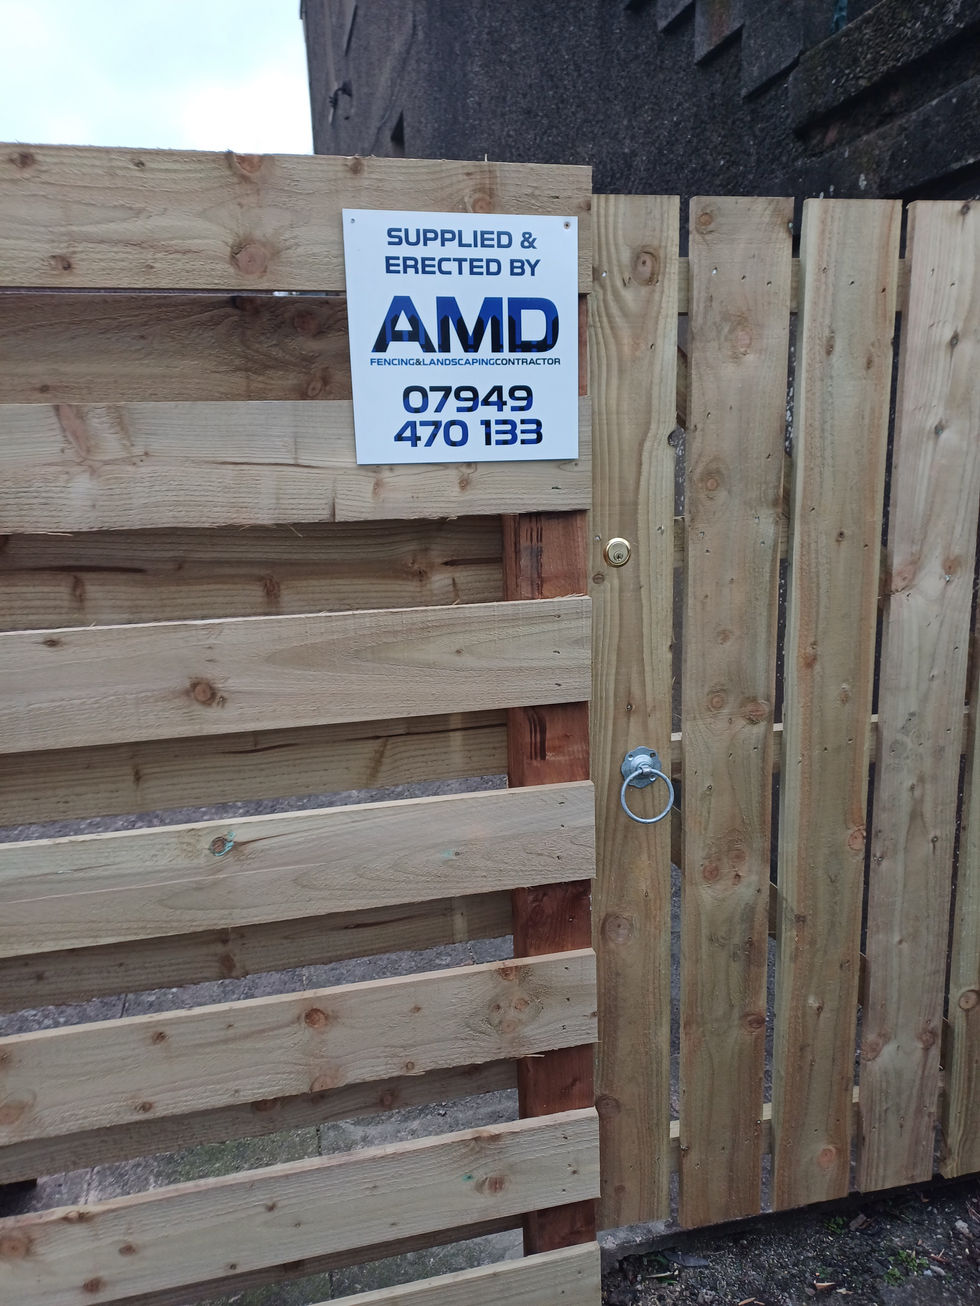 SUPPLIED &
ERECTED BY
AMD
FENCING&LANDSCAPINGCONTRACTOR
07949
470 133